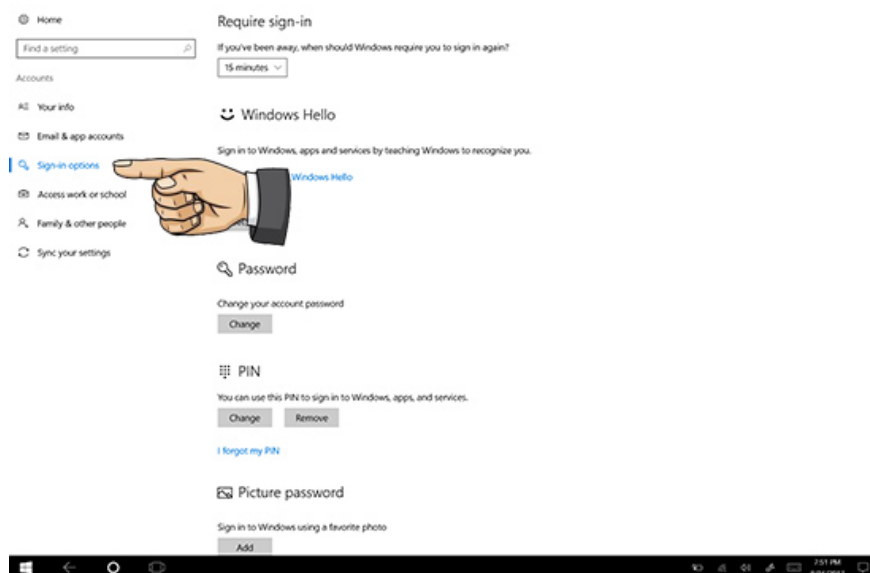 Home
Find a setting
Accounts
Your info
Email & app accounts
Sign-in options
Access work or school
Family & other people
Sync your settings
Require sign-in
If you've been away, when should Windows require you to sign in again?
15 minutes
Windows Hello
Sign in to Windows, apps and services by teaching Windows to recognize you.
Windows Hello
Password
Change your account password
Change
PIN
You can use this PIN to sign in to Windows, apps, and services.
Change Remove
I forgot my PIN
Picture password
Sign in to Windows using a favorite photo
Add
7:51 PM